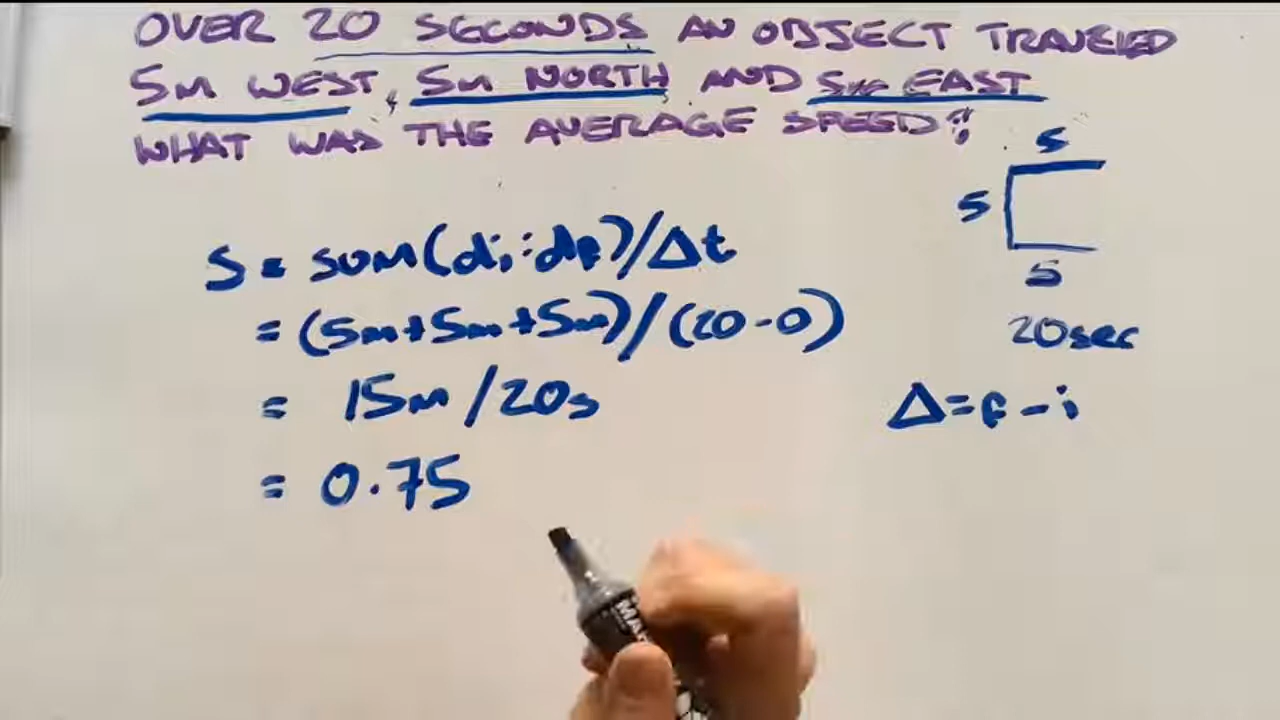 OVER 20 SECONDS AN OBJECT TRAVELED
5m WEST, 5m NORTH AND 5m EAST
WHAT WAS THE AVERAGE SPEED?
5
5
5
20sec
Δ=f-i
s = sum(di:df)/Δt
= (5m+5m+5m)/(20-0)
= 15m/20s
= 0.75